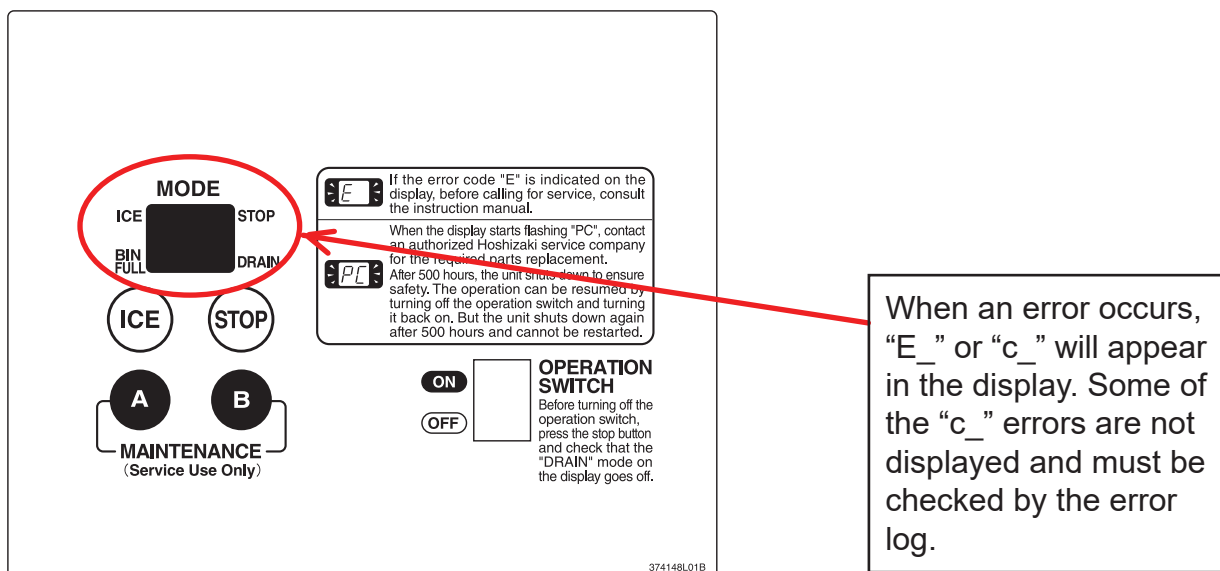 MODE
ICE
STOP
BIN
FULL
DRAIN
ICE
STOP
A
B
MAINTENANCE
(Service Use Only)
E
If the error code "E" is indicated on the
display, before calling for service, consult
the instruction manual.
PC
When the display starts flashing "PC", contact
an authorized Hoshizaki service company
for the required parts replacement.
After 500 hours, the unit shuts down to ensure
safety. The operation can be resumed by
turning off the operation switch and turning
it back on. But the unit shuts down again
after 500 hours and cannot be restarted.
ON
OFF
OPERATION
SWITCH
Before turning off the
operation switch,
press the stop button
and check that the
"DRAIN" mode on
the display goes off.
374148L01B
When an error occurs,
“E_” or “c_” will appear
in the display. Some of
the “c_” errors are not
displayed and must be
checked by the error
log.